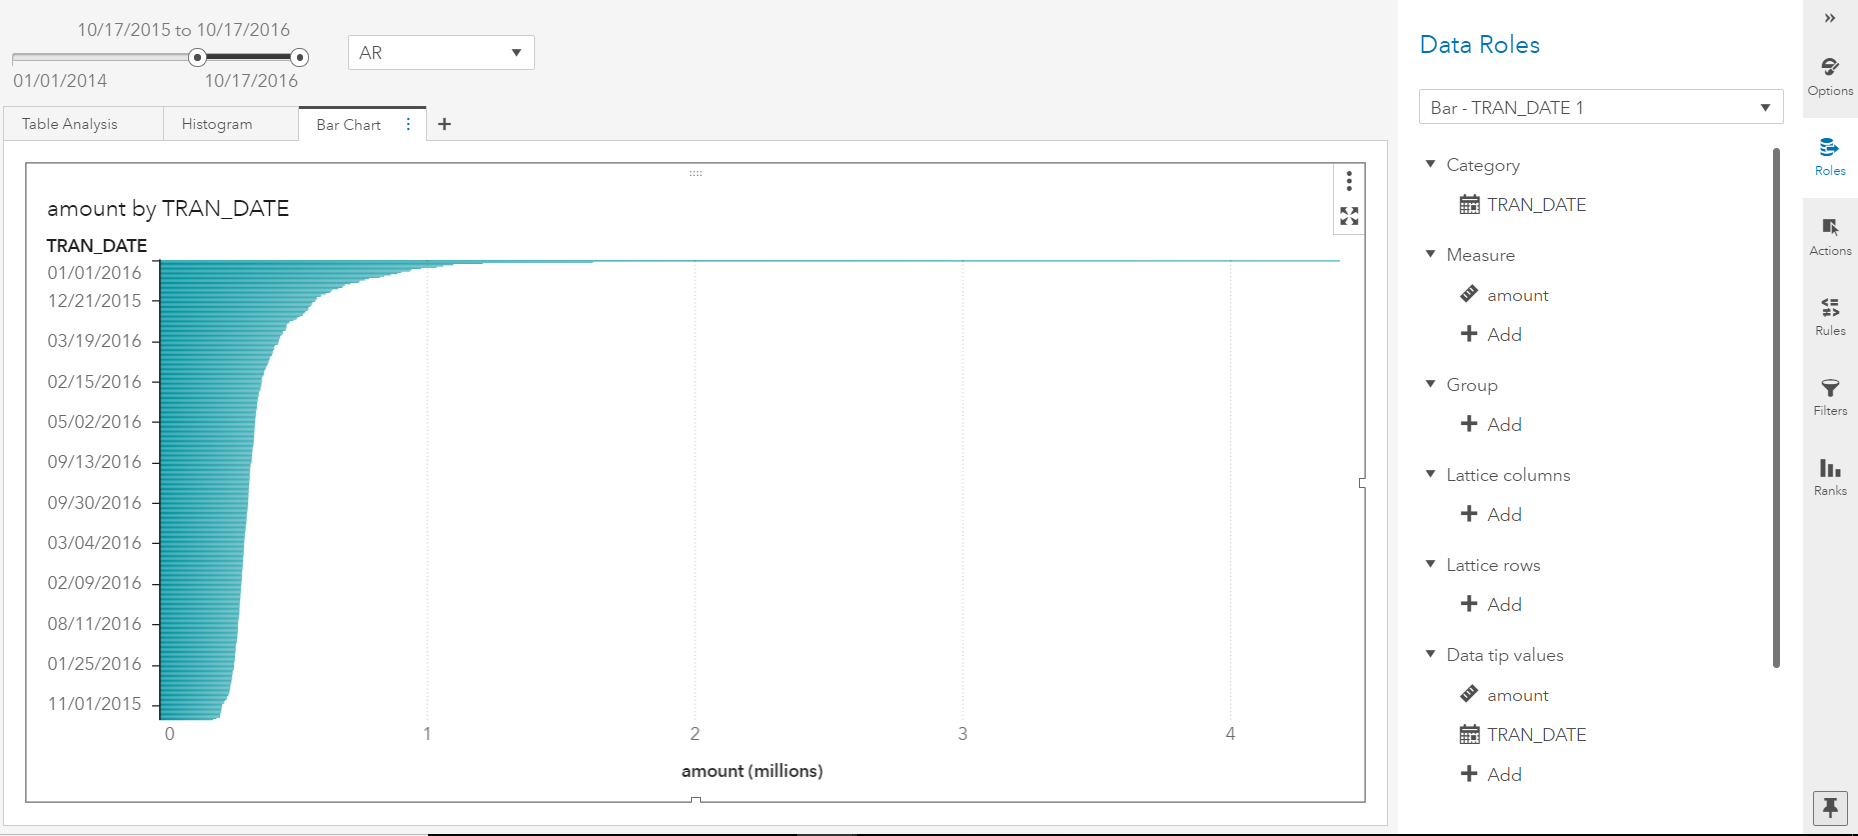 10/17/2015 to 10/17/2016
01/01/2014
10/17/2016
AR
Table Analysis
Histogram
Bar Chart
amount by TRAN_DATE
TRAN_DATE
01/01/2016
12/21/2015
03/19/2016
02/15/2016
05/02/2016
09/13/2016
09/30/2016
03/04/2016
02/09/2016
08/11/2016
01/25/2016
11/01/2015
0 1 2 3 4
amount (millions)
Data Roles
Bar - TRAN_DATE 1
Category
TRAN_DATE
Measure
amount
Add
Group
Add
Lattice columns
Add
Lattice rows
Add
Data tip values
amount
TRAN_DATE
Add
Options
Roles
Actions
Rules
Filters
Ranks